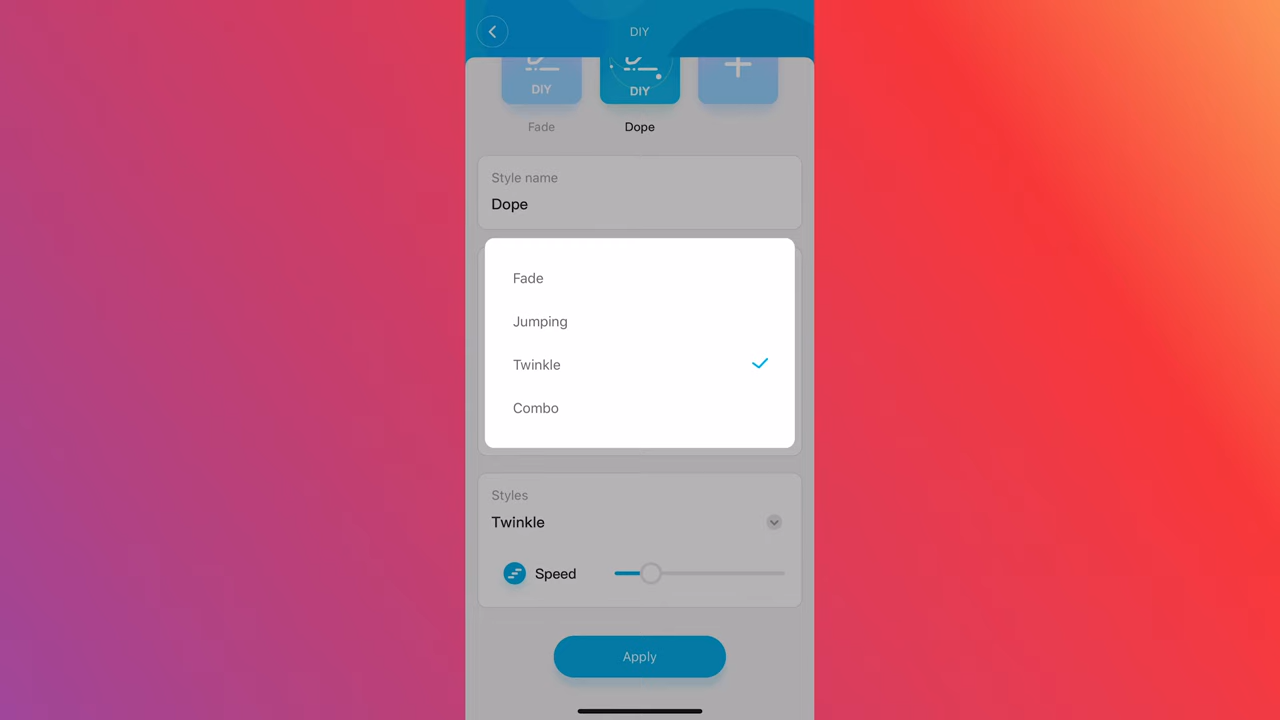 DIY
DIY
DIY
Fade
Dope
Style name
Dope
Fade
Jumping
Twinkle
Combo
Styles
Twinkle
Speed
Apply